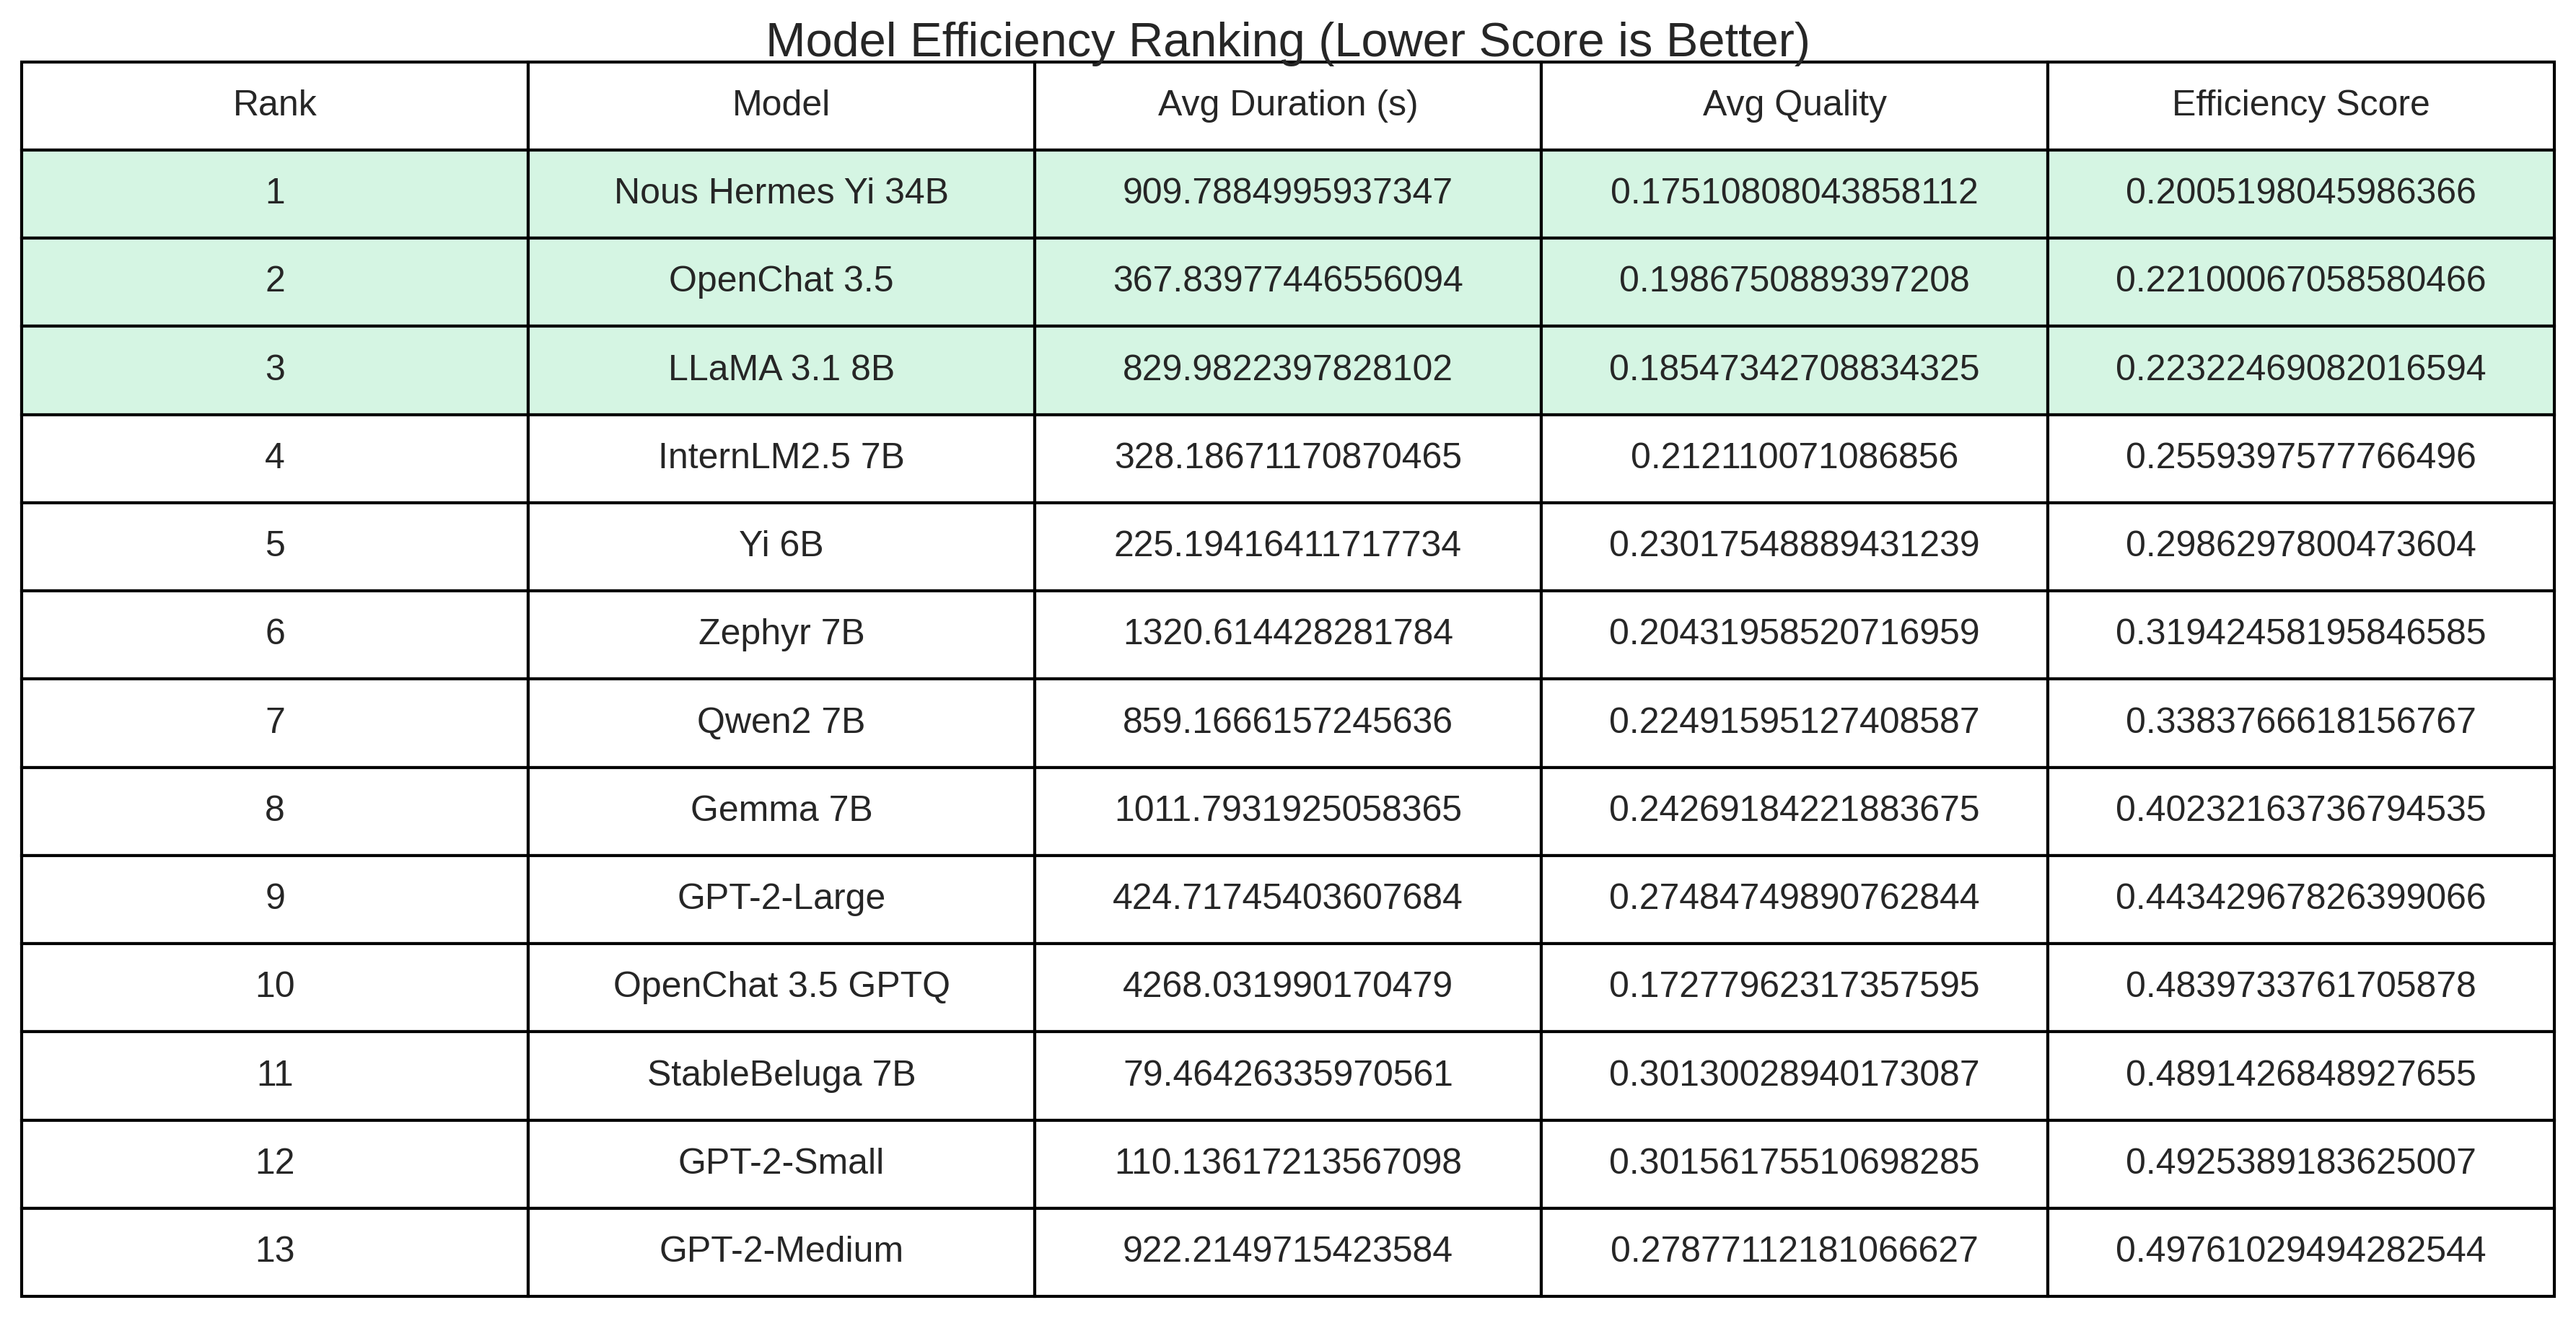 Model Efficiency Ranking (Lower Score is Better)
Rank Model Avg Duration (s) Avg Quality Efficiency Score
1 Nous Hermes Yi 34B 909.7884995937347 0.17510808043858112 0.2005198045986366
2 OpenChat 3.5 367.83977446556094 0.1986750889397208 0.22100067058580466
3 LLaMA 3.1 8B 829.9822397828102 0.18547342708834325 0.22322469082016594
4 InternLM2.5 7B 328.18671170870465 0.212110071086856 0.2559397577766496
5 Yi 6B 225.19416411717734 0.23017548889431239 0.2986297800473604
6 Zephyr 7B 1320.614428281784 0.20431958520716959 0.31942458195846585
7 Qwen2 7B 859.1666157245636 0.22491595127408587 0.3383766618156767
8 Gemma 7B 1011.7931925058365 0.24269184221883675 0.40232163736794535
9 GPT-2-Large 424.71745403607684 0.27484749890762844 0.44342967826399066
10 OpenChat 3.5 GPTQ 4268.031990170479 0.17277962317357595 0.4839733761705878
11 StableBeluga 7B 79.46426335970561 0.30130028940173087 0.4891426848927655
12 GPT-2-Small 110.13617213567098 0.30156175510698285 0.4925389183625007
13 GPT-2-Medium 922.2149715423584 0.27877112181066627 0.49761029494282544